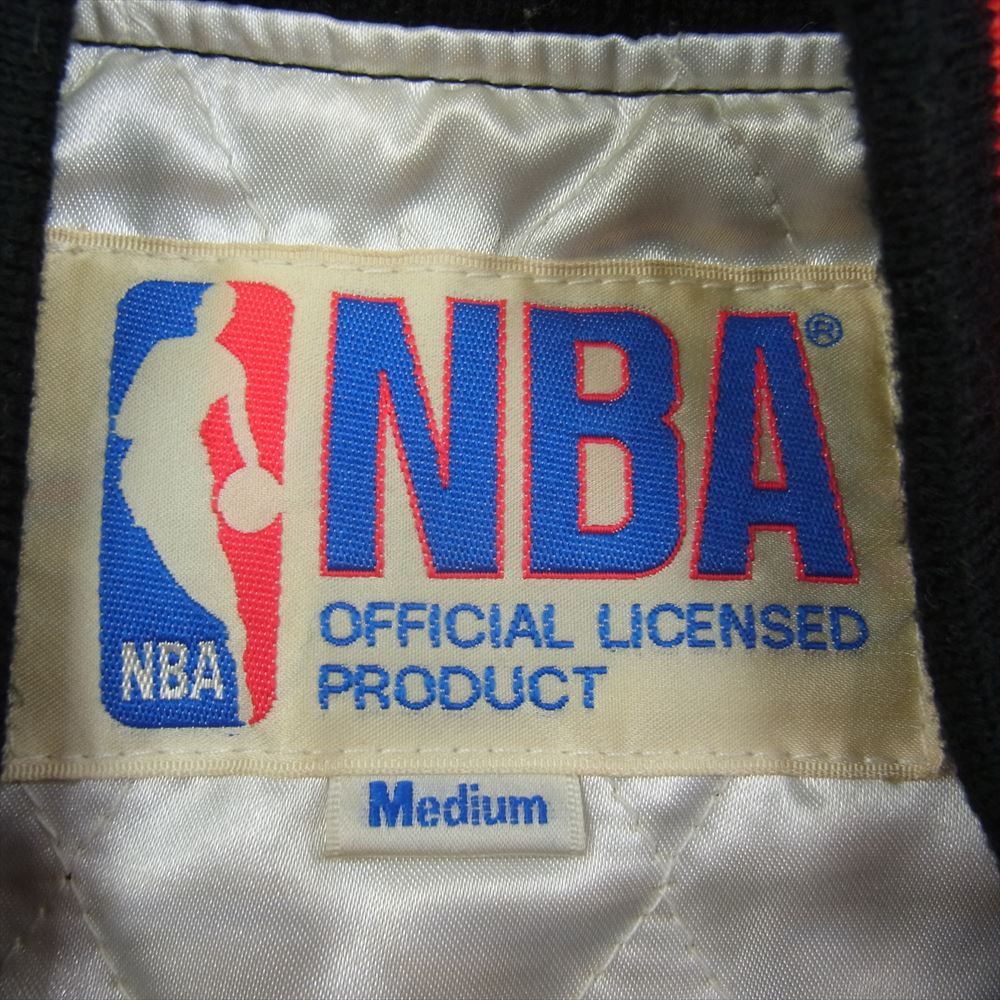 NBA®
NBA
OFFICIAL LICENSED
PRODUCT
Medium